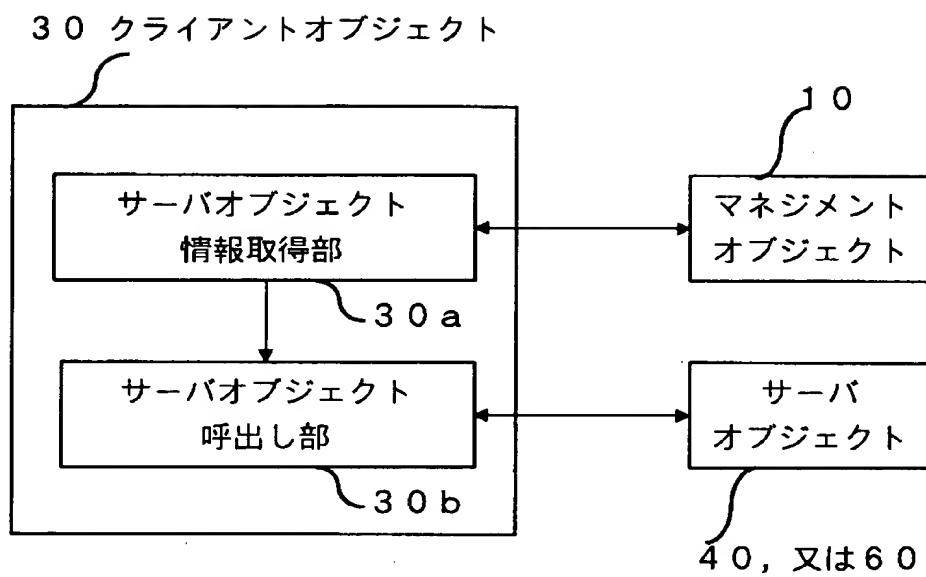 ３０ クライアントオブジェクト
サーバオブジェクト
情報取得部
３０ａ
サーバオブジェクト
呼出し部
３０ｂ
１０
マネジメント
オブジェクト
サーバ
オブジェクト
４０，又は６０